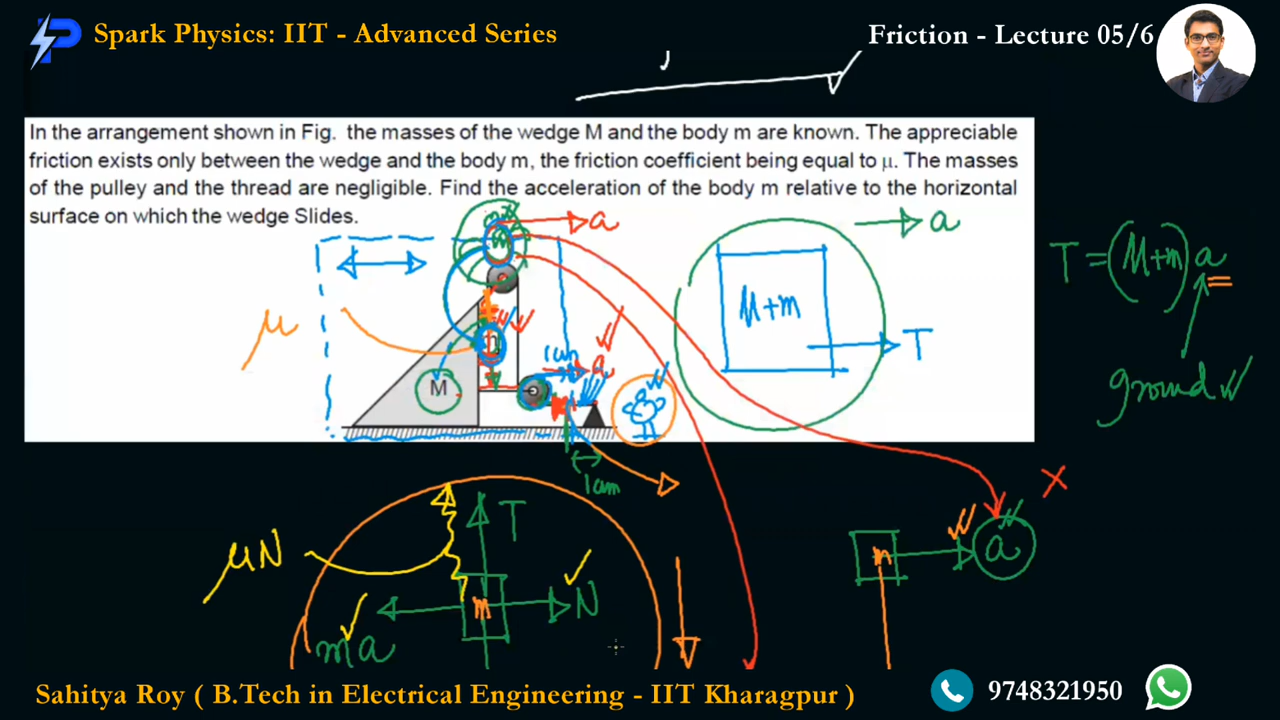 Spark Physics: IIT - Advanced Series
Friction - Lecture 05/6
In the arrangement shown in Fig. the masses of the wedge M and the body m are known. The appreciable
friction exists only between the wedge and the body m, the friction coefficient being equal to μ. The masses
of the pulley and the thread are negligible. Find the acceleration of the body m relative to the horizontal
surface on which the wedge Slides.
a
a
T = (M+m) a
μ
M+m
T
1cm
a
M
ground
1cm
T
μN
m
N
ma
m
a
Sahitya Roy ( B.Tech in Electrical Engineering - IIT Kharagpur )
9748321950